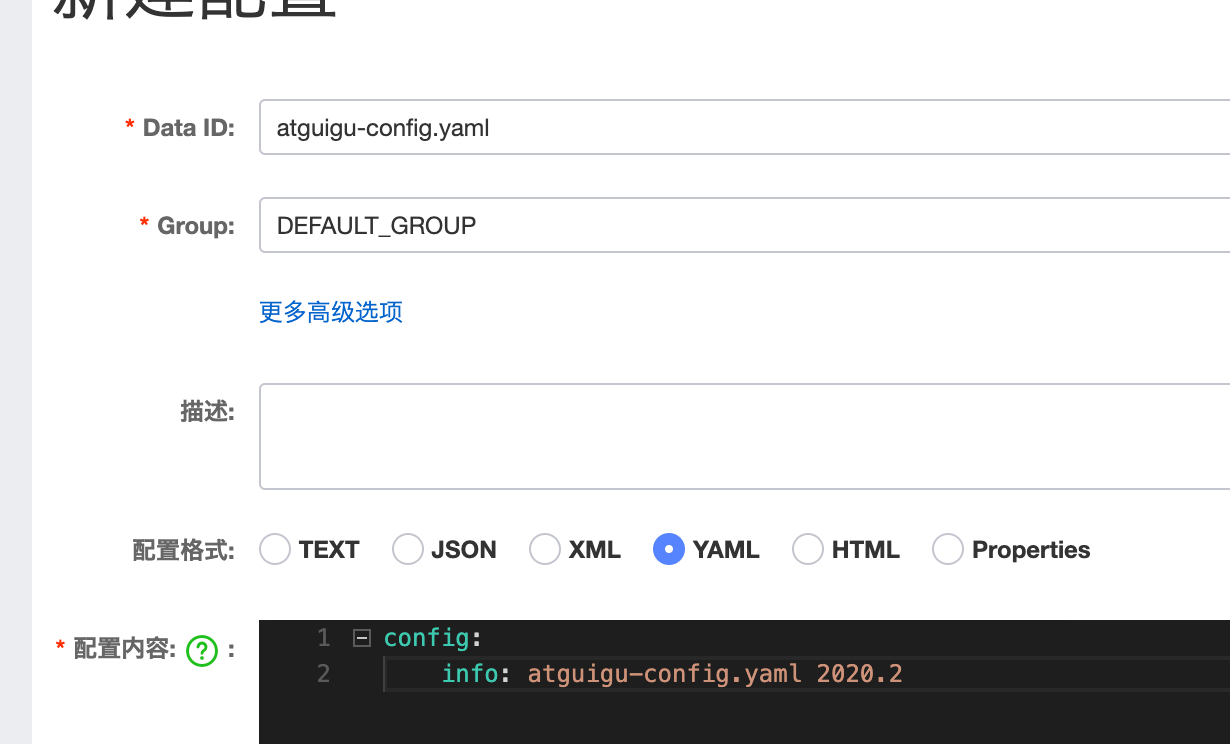 新建配置
* Data ID: atguigu-config.yaml
* Group: DEFAULT_GROUP
更多高级选项
描述:
配置格式: TEXT JSON XML YAML HTML Properties
* 配置内容: ? :
1 config:
2 info: atguigu-config.yaml 2020.2